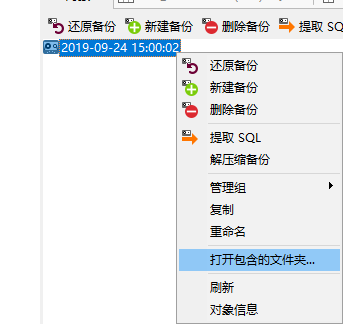 还原备份 新建备份 删除备份 提取 SQ
2019-09-24 15:00:02
还原备份
新建备份
删除备份
提取 SQL
解压缩备份
管理组
复制
重命名
打开包含的文件夹...
刷新
对象信息